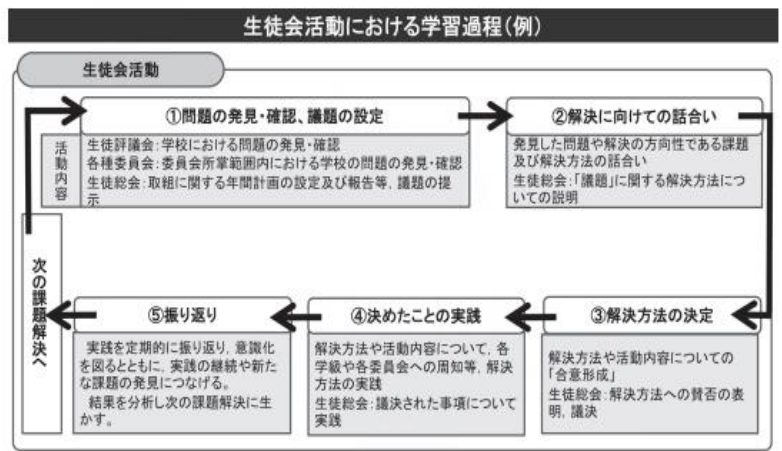 生徒会活動における学習過程(例)
生徒会活動
①問題の発見・確認、議題の設定
活動内容
生徒評議会:学校における問題の発見・確認
各種委員会:委員会所掌範囲内における学校の問題の発見・確認
生徒総会:取組に関する年間計画の設定及び報告等,議題の提
示
②解決に向けての話合い
発見した問題や解決の方向性である課題
及び解決方法の話合い
生徒総会:「議題」に関する解決方法につ
いての説明
③解決方法の決定
解決方法や活動内容についての
「合意形成」
生徒総会:解決方法への賛否の表
明,議決
④決めたことの実践
解決方法や活動内容について,各
学級や各委員会への周知等,解決
方法の実践
生徒総会:議決された事項について
実践
⑤振り返り
実践を定期的に振り返り,意識化
を図るとともに,実践の継続や新た
な課題の発見につなげる。
結果を分析し次の課題解決に生
かす。
次の課題解決へ